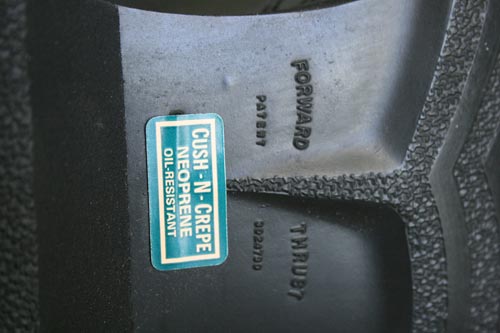 FORWARD THRUST
PATENT
CUSH-N-CREPE
NEOPRENE
OIL-RESISTANT